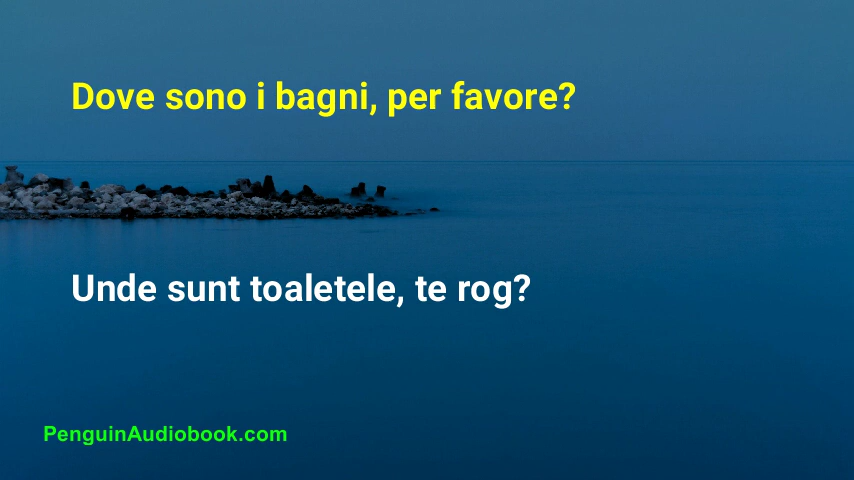 Dove sono i bagni, per favore?
Unde sunt toaletele, te rog?
PenguinAudiobook.com